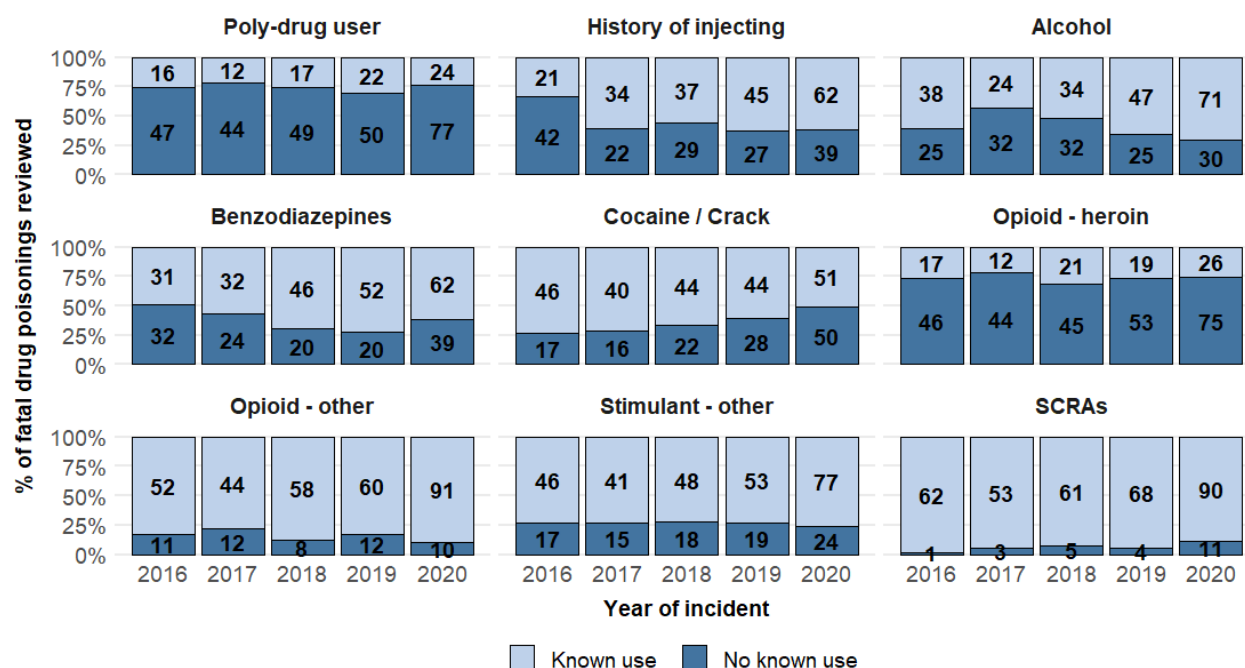 Poly-drug user History of injecting Alcohol
100% 16 12 17 22 24 21 34 37 45 62 38 24 34 47 71
75%
50% 47 44 49 50 77 42 22 29 27 39 25 32 32 25 30
25%
0%
Benzodiazepines Cocaine / Crack Opioid - heroin
100% 31 32 46 52 62 46 40 44 44 51 17 12 21 19 26
75%
50% 32 24 20 20 39 17 16 22 28 50 46 44 45 53 75
25%
0%
Opioid - other Stimulant - other SCRAs
100%
75% 52 44 58 60 91 46 41 48 53 77 62 53 61 68 90
50%
25% 11 12 8 12 10 17 15 18 19 24 1 3 5 4 11
0%
2016 2017 2018 2019 2020 2016 2017 2018 2019 2020 2016 2017 2018 2019 2020
% of fatal drug poisonings reviewed
Year of incident
Known use No known use